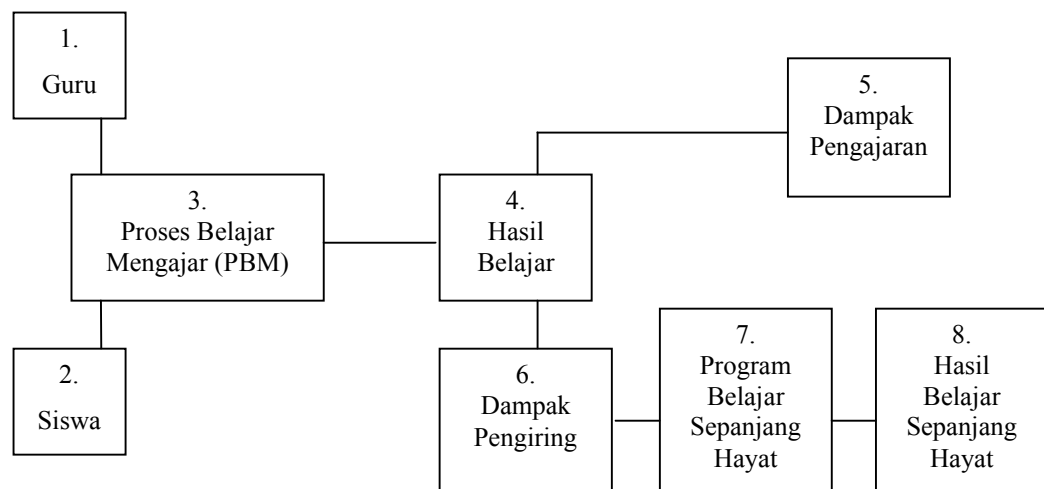 1.
Guru
2.
Siswa
3.
Proses Belajar
Mengajar (PBM)
4.
Hasil
Belajar
5.
Dampak
Pengajaran
6.
Dampak
Pengiring
7.
Program
Belajar
Sepanjang
Hayat
8.
Hasil
Belajar
Sepanjang
Hayat